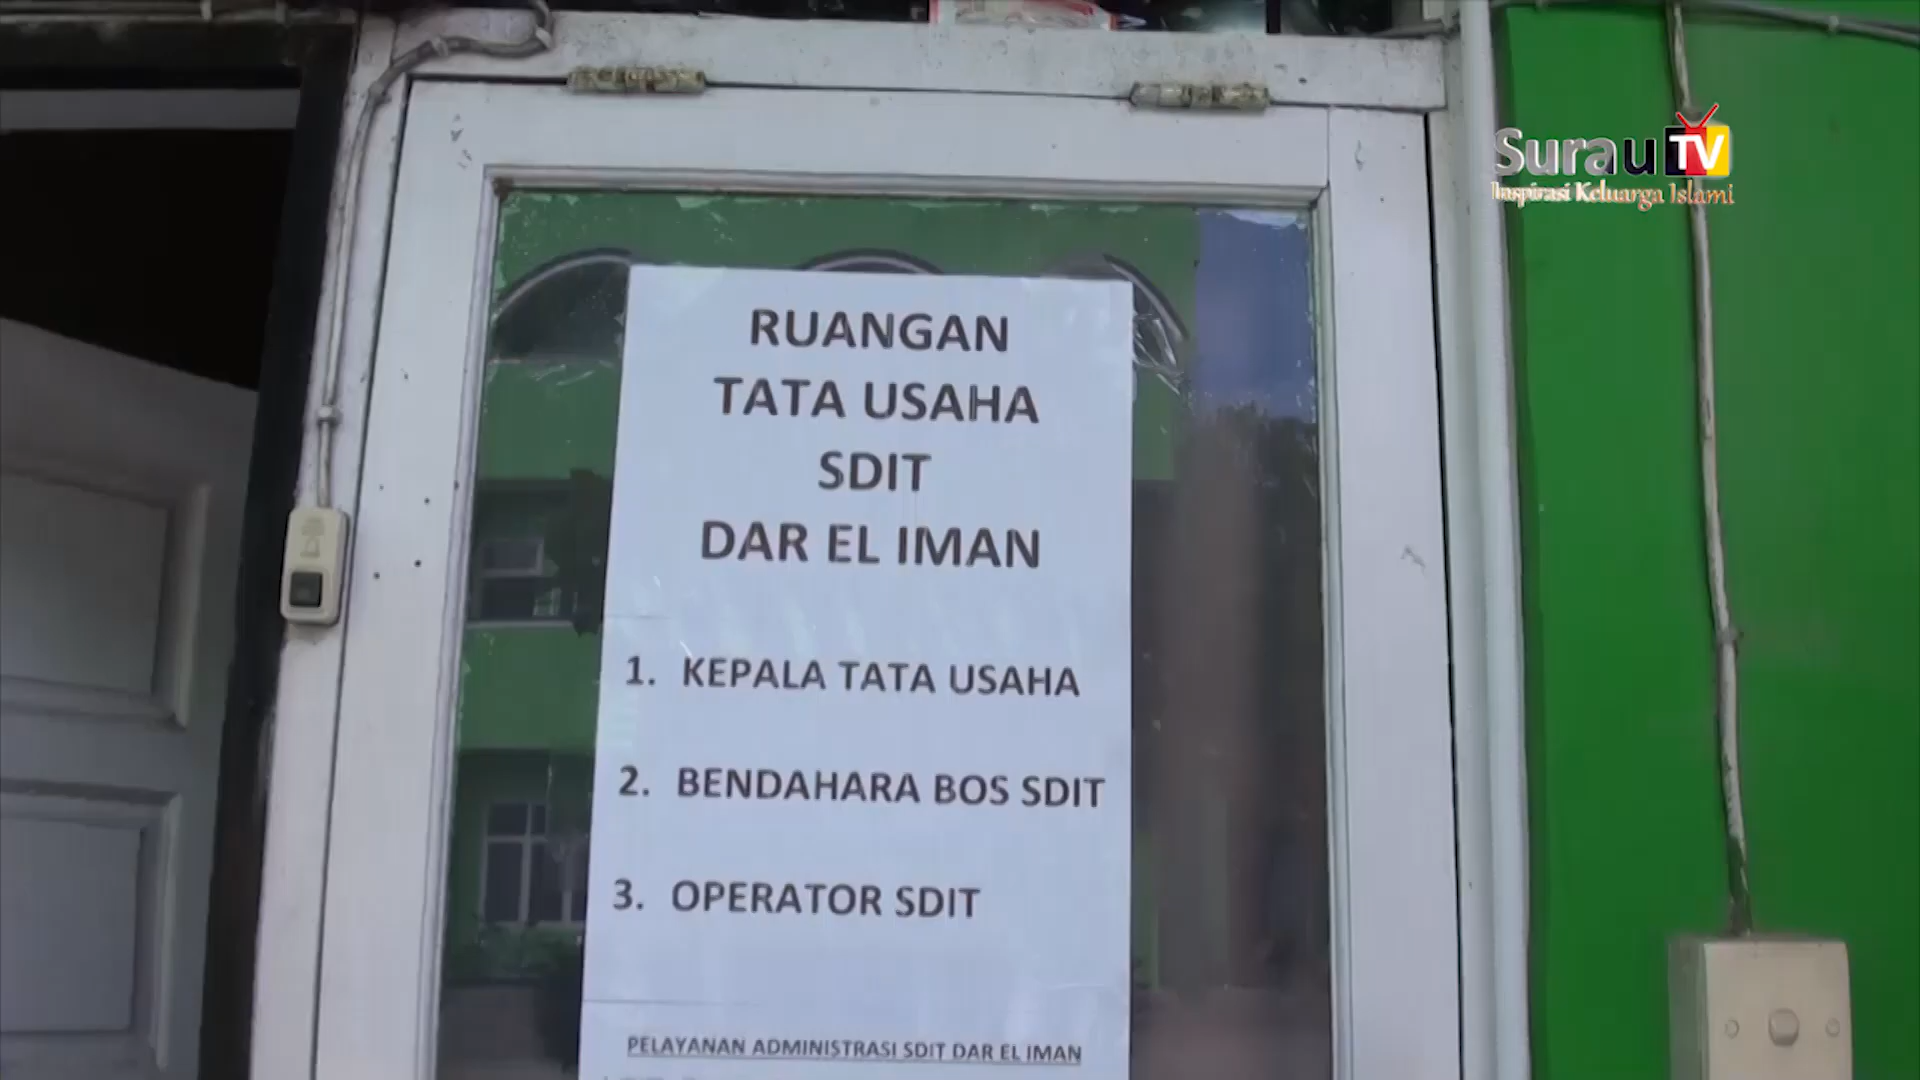 Surau TV
Inspirasi Keluarga Islami
RUANGAN
TATA USAHA
SDIT
DAR EL IMAN
1. KEPALA TATA USAHA
2. BENDAHARA BOS SDIT
3. OPERATOR SDIT
PELAYANAN ADMINISTRASI SDIT DAR EL IMAN